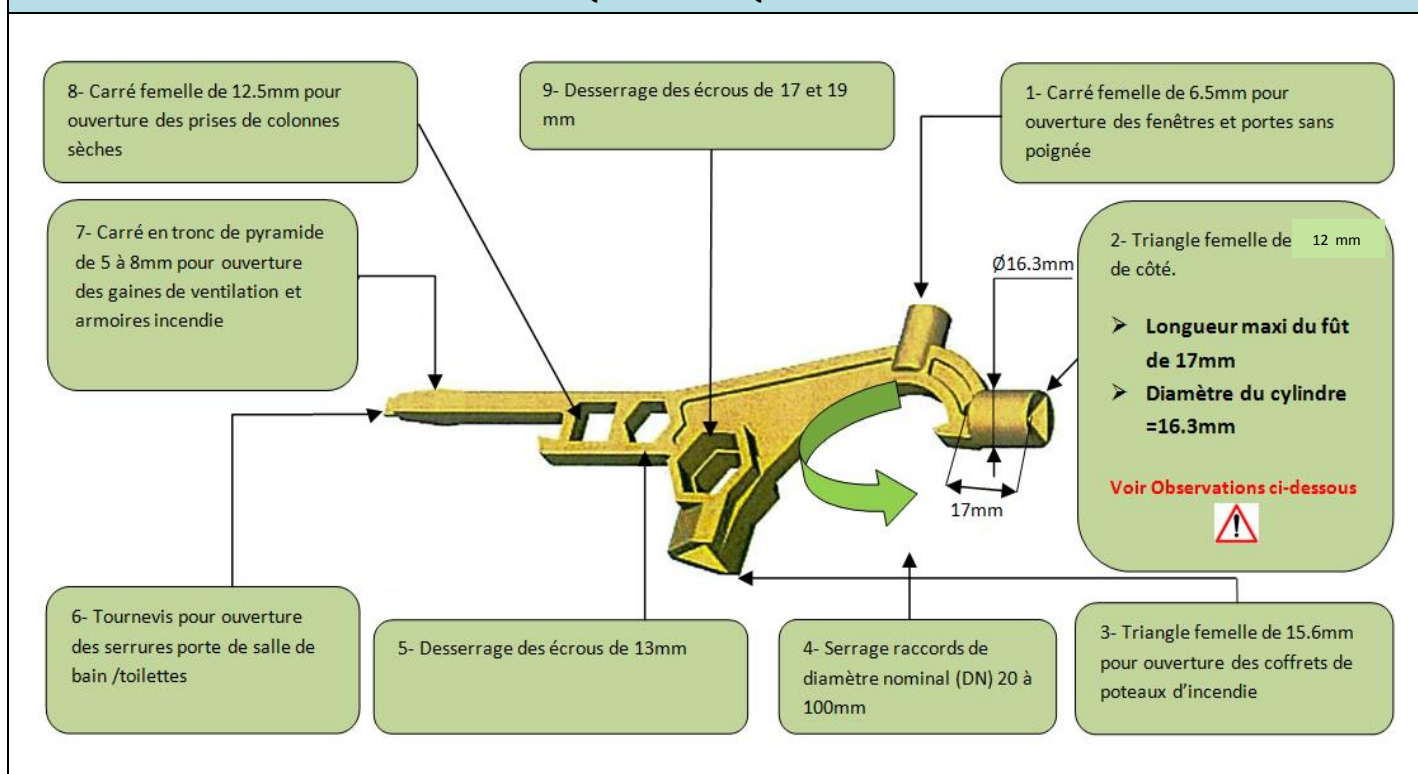 8- Carré femelle de 12.5mm pour
ouverture des prises de colonnes
sèches
9- Desserrage des écrous de 17 et 19
mm
1- Carré femelle de 6.5mm pour
ouverture des fenêtres et portes sans
poignée
7- Carré en tronc de pyramide
de 5 à 8mm pour ouverture
des gaines de ventilation et
armoires incendie
Ø16.3mm
2- Triangle femelle de 12 mm
de côté.
➢ Longueur maxi du fût
de 17mm
➢ Diamètre du cylindre
=16.3mm
Voir Observations ci-dessous
17mm
6- Tournevis pour ouverture
des serrures porte de salle de
bain /toilettes
5- Desserrage des écrous de 13mm
4- Serrage raccords de
diamètre nominal (DN) 20 à
100mm
3- Triangle femelle de 15.6mm
pour ouverture des coffrets de
poteaux d'incendie